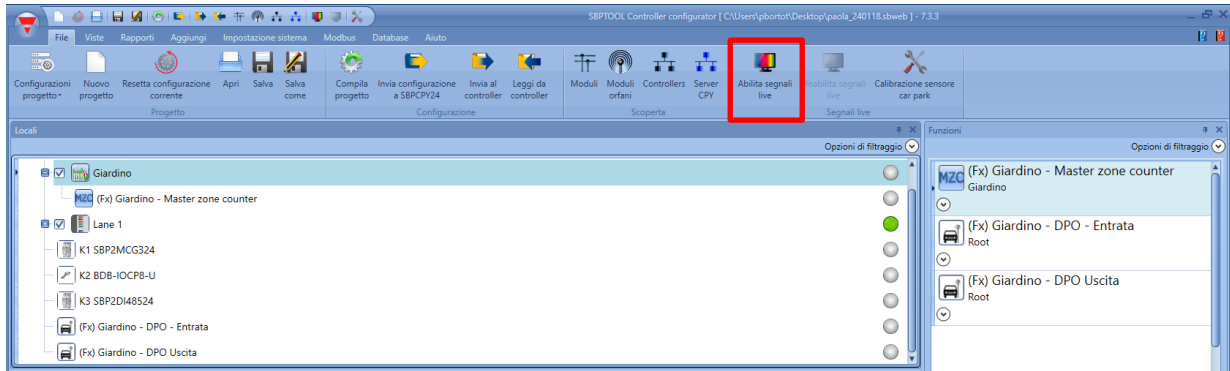 SBPTOOL Controller configurator [ C:\Users\pbortot\Desktop\paola_240118.sbweb ] - 7.3.3
File Viste Rapporti Aggiungi Impostazione sistema Modbus Database Aiuto
Configurazioni progetto
Nuovo progetto
Resetta configurazione corrente
Apri
Salva
Salva come
Compila progetto
Invia configurazione a SBPCPY24
Invia al controller
Leggi da controller
Moduli
Moduli orfani
Controllers
Server CPY
Abilita segnali live
Disabilita segnali live
Calibrazione sensore car park
Progetto
Configurazione
Scoperta
Segnali live
Locali
Opzioni di filtraggio
Giardino
MZC (Fx) Giardino - Master zone counter
Lane 1
K1 SBP2MCG324
K2 BDB-IOCP8-U
K3 SBP2DI48524
(Fx) Giardino - DPO - Entrata
(Fx) Giardino - DPO Uscita
Funzioni
Opzioni di filtraggio
MZC (Fx) Giardino - Master zone counter
Giardino
(Fx) Giardino - DPO - Entrata
Root
(Fx) Giardino - DPO Uscita
Root